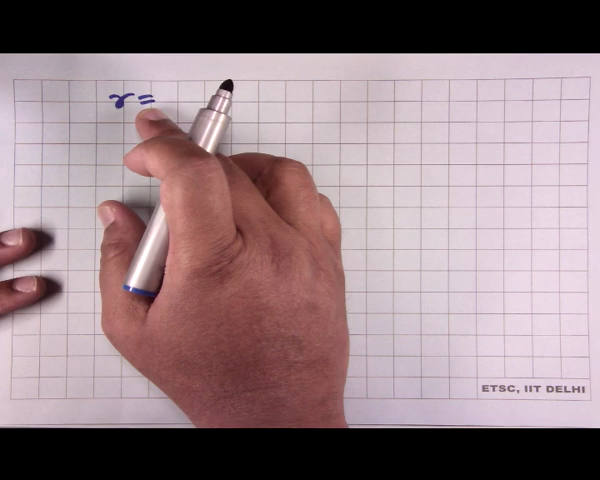 r =
ETSC, IIT DELHI